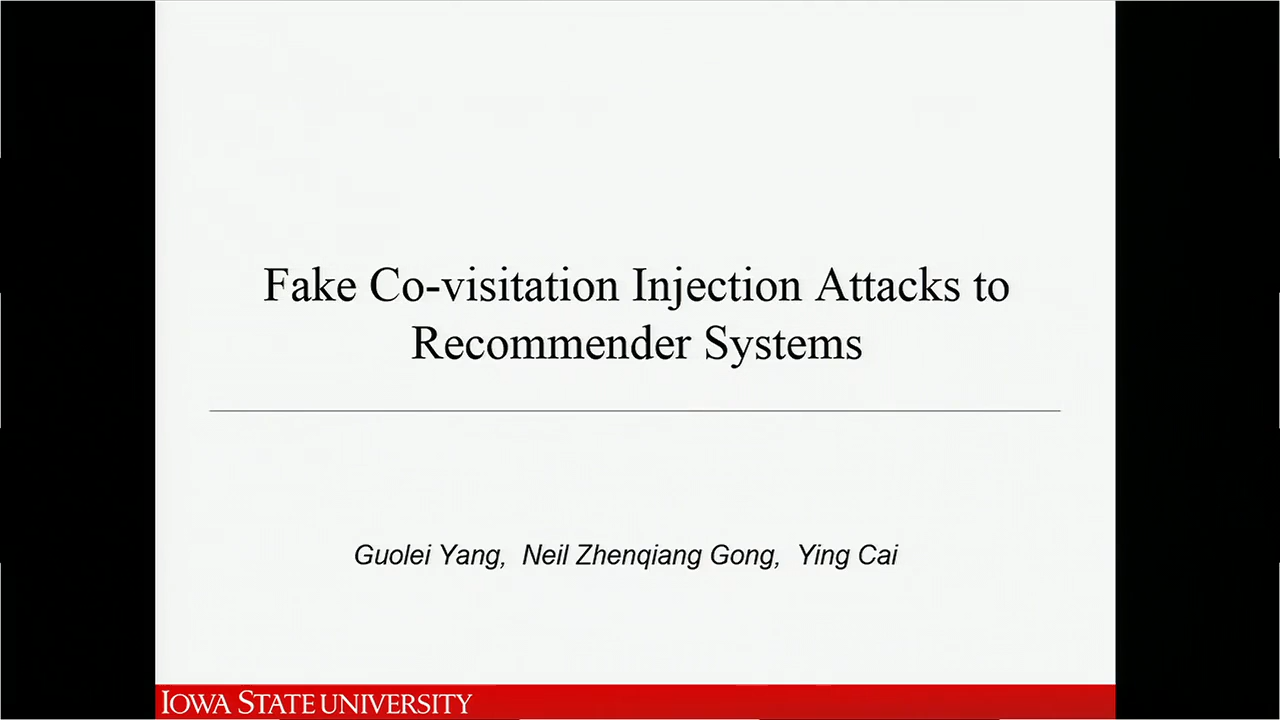 Fake Co-visitation Injection Attacks to
Recommender Systems
Guolei Yang, Neil Zhenqiang Gong, Ying Cai
IOWA STATE UNIVERSITY